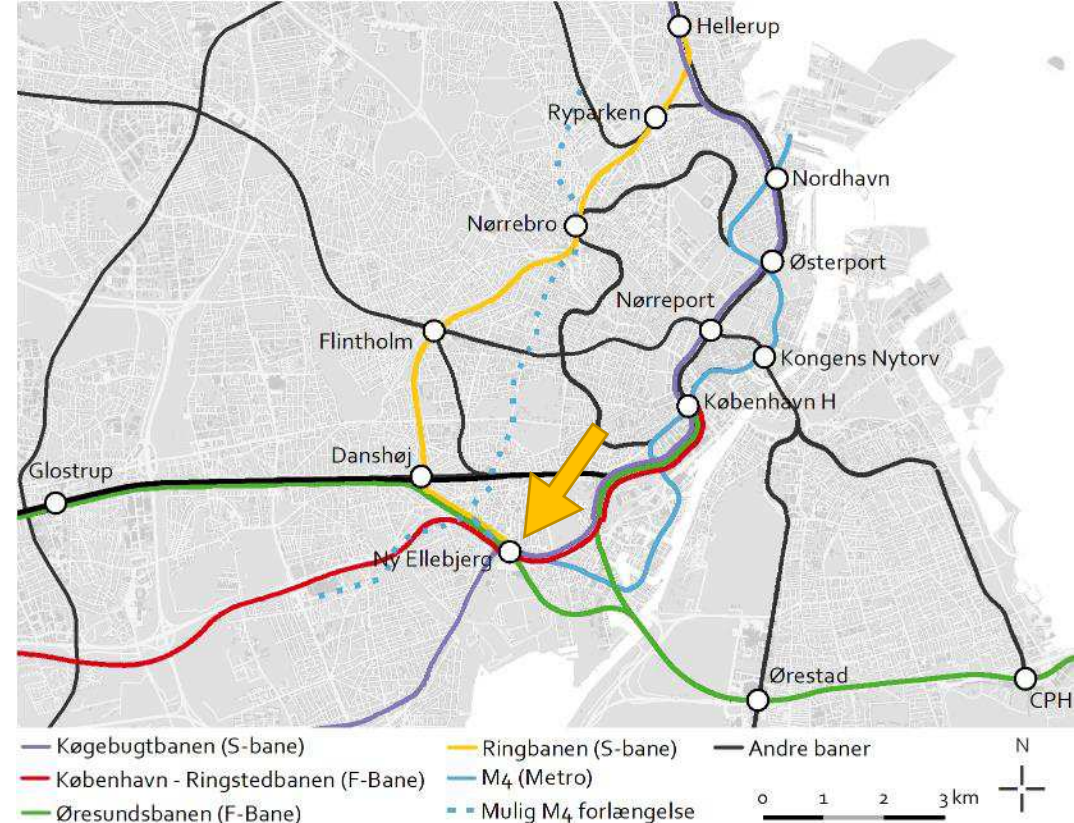 Hellerup
Ryparken
Nordhavn
Nørrebro
Østerport
Nørreport
Flintholm
Kongens Nytorv
København H
Danshøj
Glostrup
Ny Ellebjerg
Ørestad
CPH
Køgebugtbanen (S-bane)
København - Ringstedbanen (F-Bane)
Øresundsbanen (F-Bane)
Ringbanen (S-bane)
M4 (Metro)
Mulig M4 forlængelse
Andre baner
N
0 1 2 3 km